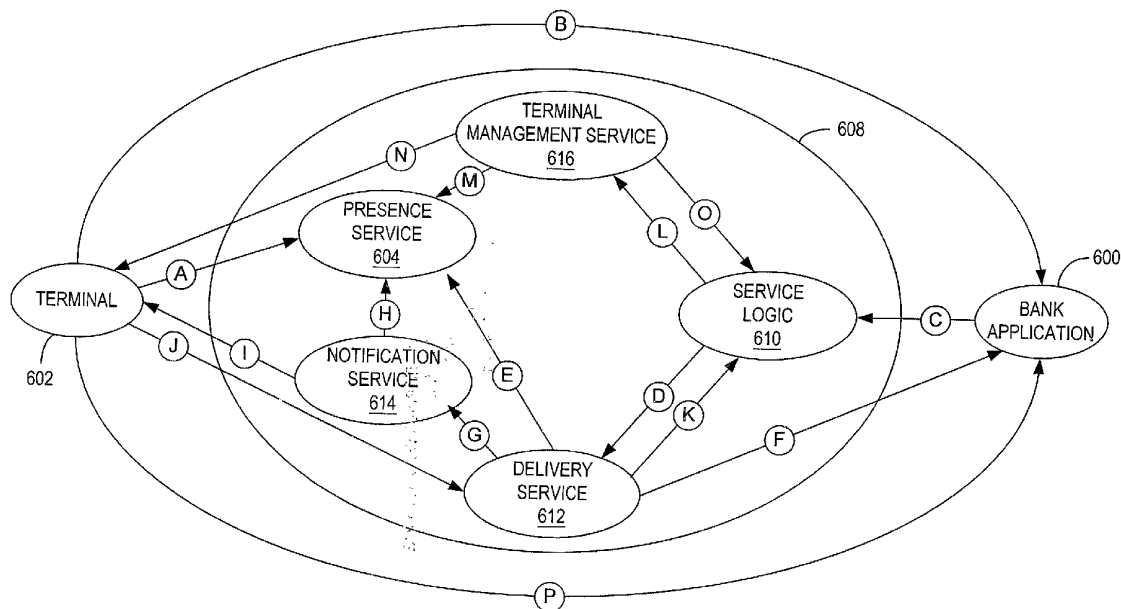 B
TERMINAL
MANAGEMENT SERVICE
616
608
N
M
O
PRESENCE
SERVICE
604
L
A
600
TERMINAL
602
H
SERVICE
LOGIC
610
C
BANK
APPLICATION
J
I
NOTIFICATION
SERVICE
614
E
D
K
G
F
DELIVERY
SERVICE
612
P